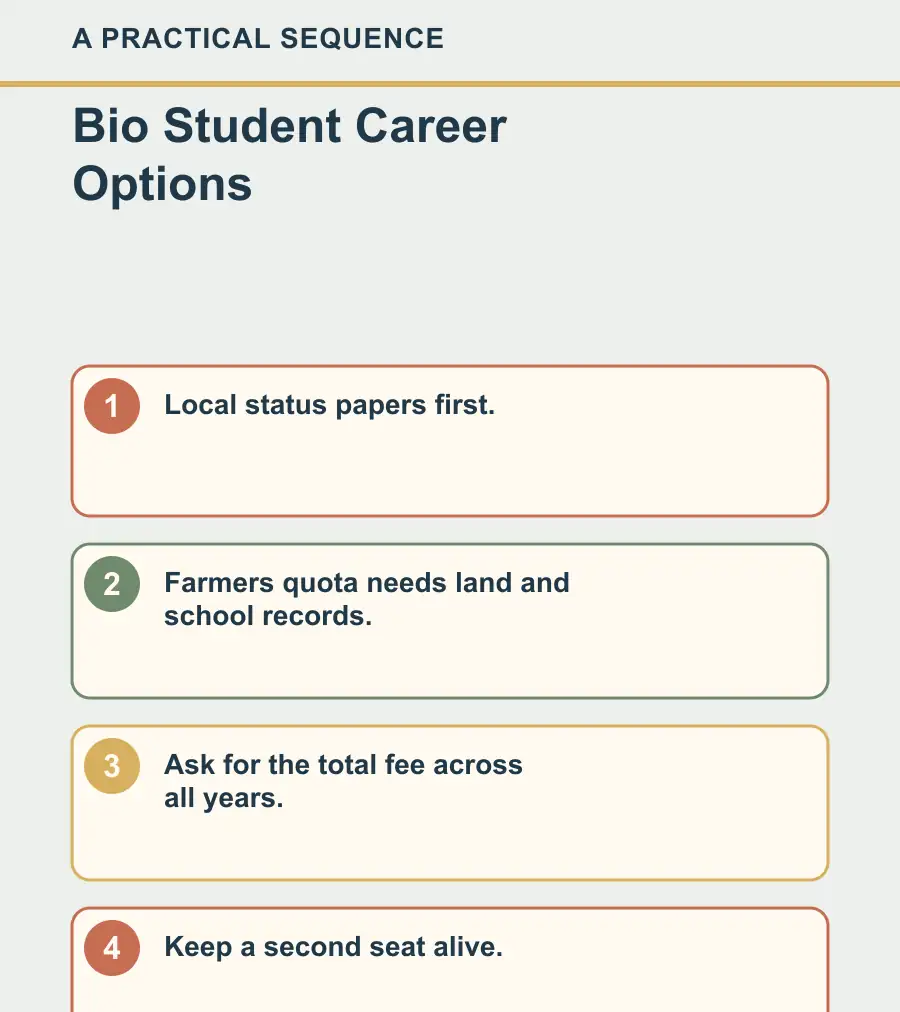 A PRACTICAL SEQUENCE
Bio Student Career
Options
1
Local status papers first.
2
Farmers quota needs land and
school records.
3
Ask for the total fee across
all years.
4
Keep a second seat alive.